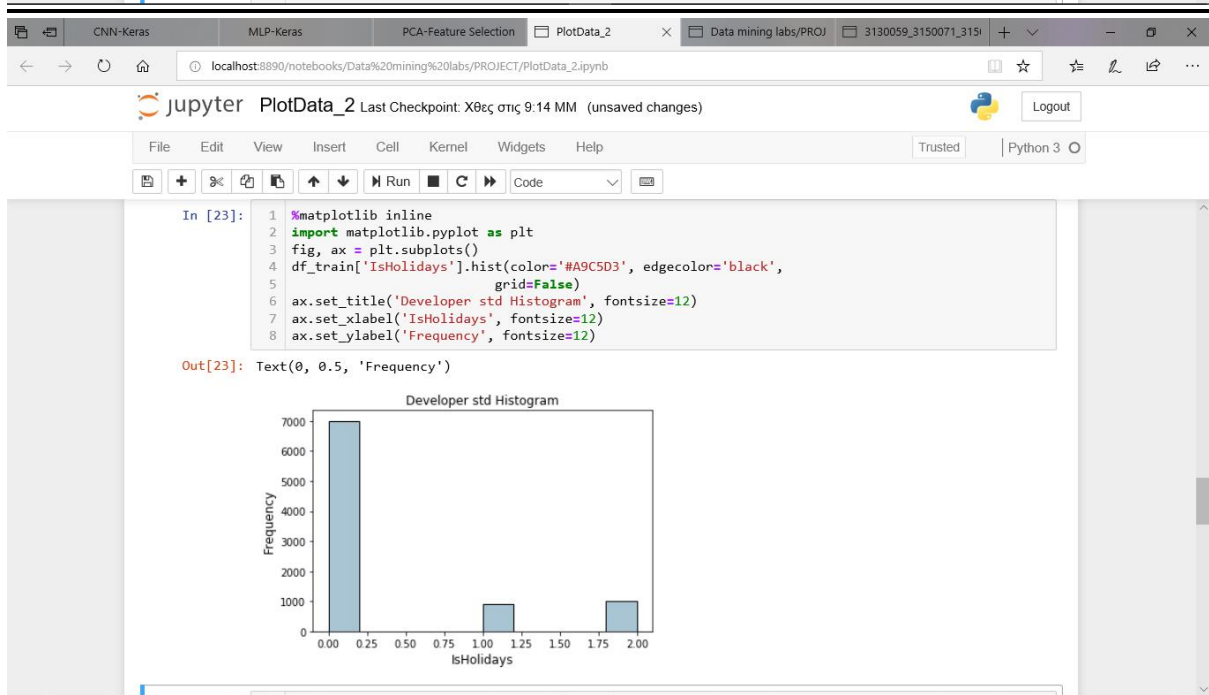 CNN-Keras MLP-Keras PCA-Feature Selection PlotData_2 Data mining labs/PROJ 3130059_3150071_315
localhost:8890/notebooks/Data%20mining%20labs/PROJECT/PlotData_2.ipynb
jupyter PlotData_2 Last Checkpoint: Χθες στις 9:14 ΜΜ (unsaved changes) Logout
File Edit View Insert Cell Kernel Widgets Help Trusted Python 3
Run Code
In [23]: 1 %matplotlib inline
2 import matplotlib.pyplot as plt
3 fig, ax = plt.subplots()
4 df_train['IsHolidays'].hist(color='#A9C5D3', edgecolor='black',
5 grid=False)
6 ax.set_title('Developer std Histogram', fontsize=12)
7 ax.set_xlabel('IsHolidays', fontsize=12)
8 ax.set_ylabel('Frequency', fontsize=12)
Out[23]: Text(0, 0.5, 'Frequency')
Developer std Histogram
7000
6000
5000
4000
3000
2000
1000
0
Frequency
0.00 0.25 0.50 0.75 1.00 1.25 1.50 1.75 2.00
IsHolidays